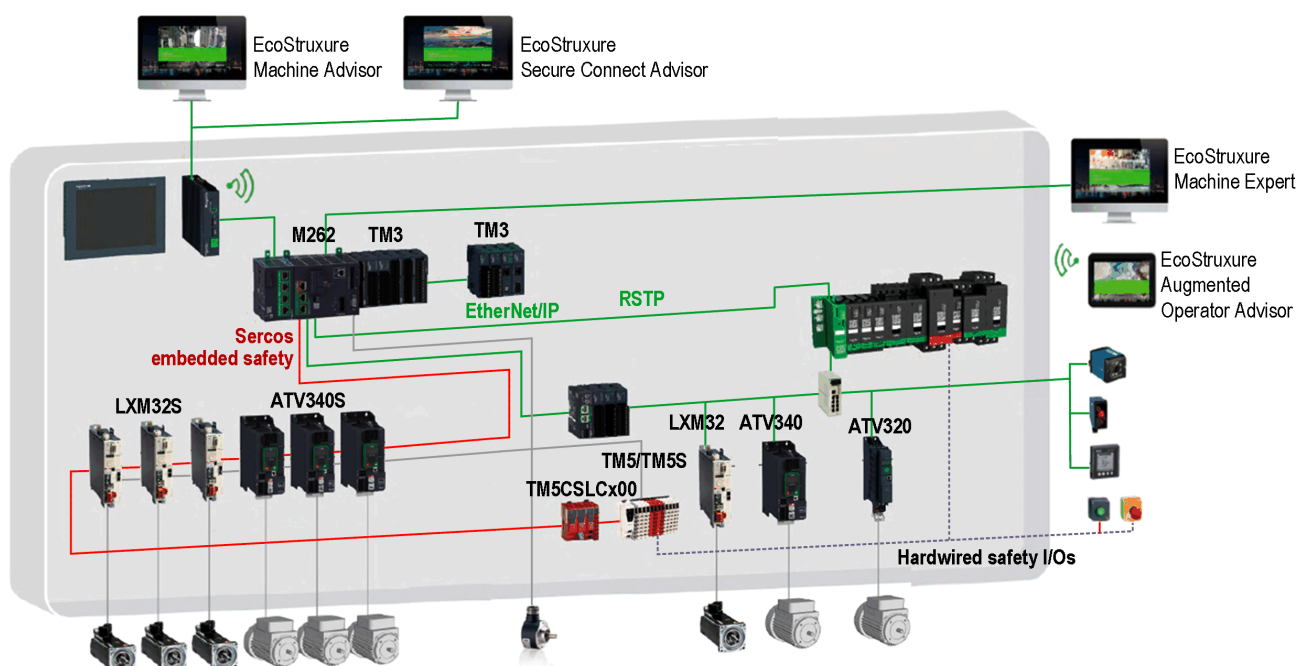 EcoStruxure
Machine Advisor
EcoStruxure
Secure Connect Advisor
EcoStruxure
Machine Expert
M262
TM3
TM3
EtherNet/IP
RSTP
EcoStruxure
Augmented
Operator Advisor
Sercos
embedded safety
LXM32S
ATV340S
LXM32
ATV340
ATV320
TM5/TM5S
TM5CSLCx00
Hardwired safety I/Os